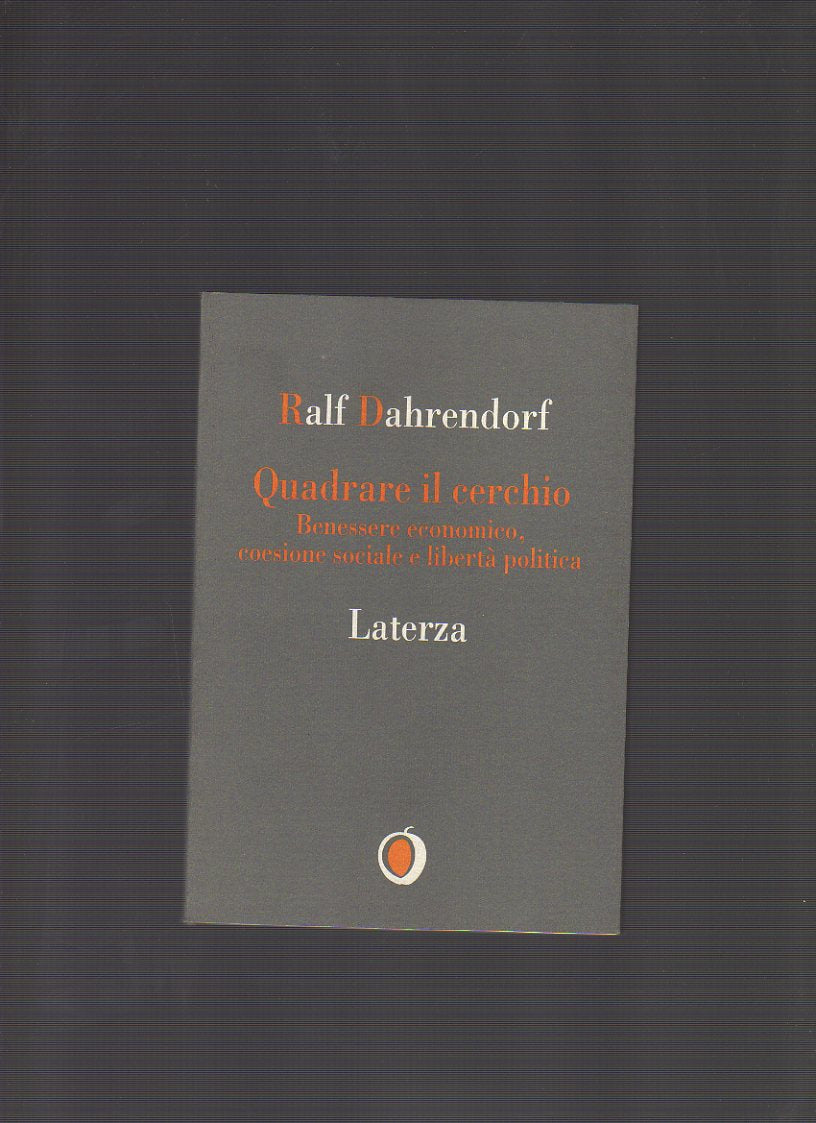 Ralf Dahrendorf
Quadrare il cerchio
Benessere economico,
coesione sociale e libertà politica
Laterza